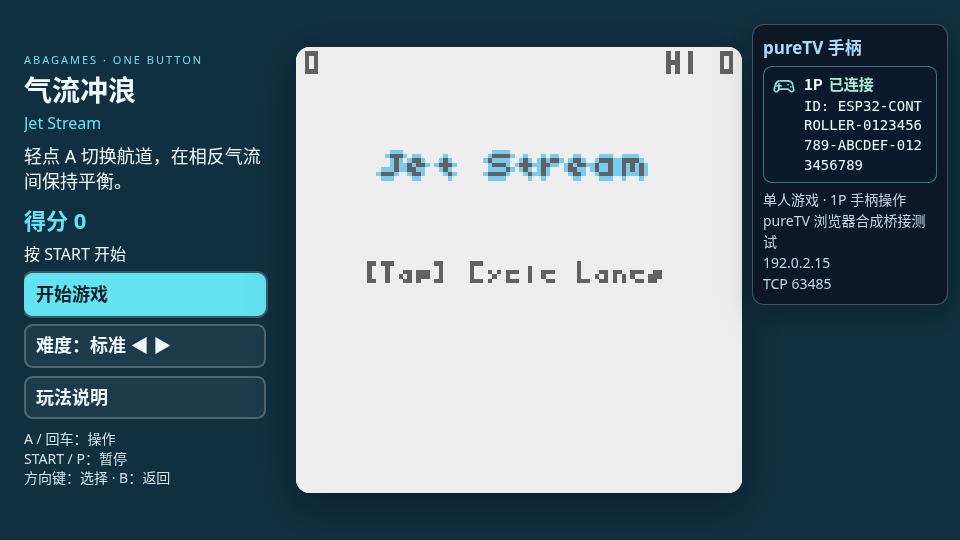 ABAGAMES · ONE BUTTON
气流冲浪
Jet Stream
轻点 A 切换航道，在相反气流
间保持平衡。
得分 0
按 START 开始
开始游戏
难度：标准 ◀ ▶
玩法说明
A / 回车：操作
START / P：暂停
方向键：选择 · B：返回
0
HI 0
Jet Stream
[Tap] Cycle Lanes
pureTV 手柄
1P 已连接
ID: ESP32-CONT
ROLLER-0123456
789-ABCDEF-012
3456789
单人游戏 · 1P 手柄操作
pureTV 浏览器合成桥接测
试
192.0.2.15
TCP 63485